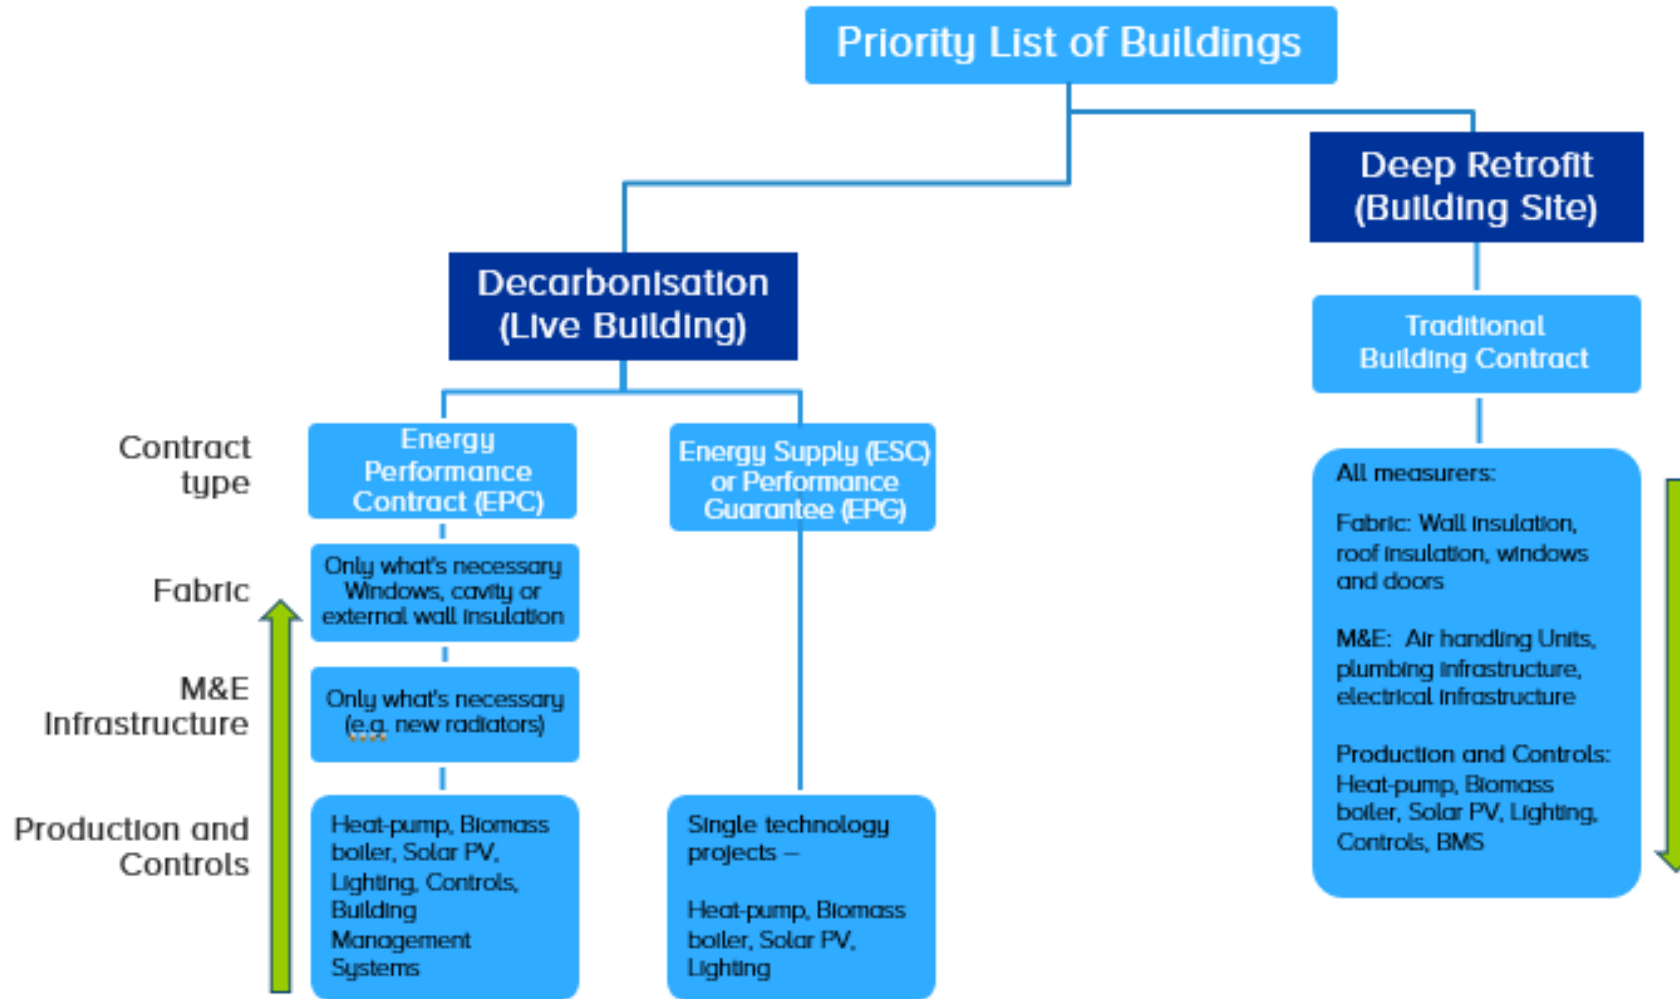 Priority List of Buildings
Deep Retrofit
(Building Site)
Decarbonisation
(Live Building)
Traditional
Building Contract
Contract
type
Energy
Performance
Contract (EPC)
Energy Supply (ESC)
or Performance
Guarantee (EPG)
Fabric
Only what's necessary
Windows, cavity or
external wall insulation
M&E
Infrastructure
Only what's necessary
(e.g. new radiators)
Production and
Controls
Heat-pump, Biomass
boiler, Solar PV,
Lighting, Controls,
Building
Management
Systems
Single technology
projects –
Heat-pump, Biomass
boiler, Solar PV,
Lighting
All measurers:
Fabric: Wall insulation,
roof insulation, windows
and doors
M&E: Air handling Units,
plumbing infrastructure,
electrical infrastructure
Production and Controls:
Heat-pump, Biomass
boiler, Solar PV, Lighting,
Controls, BMS